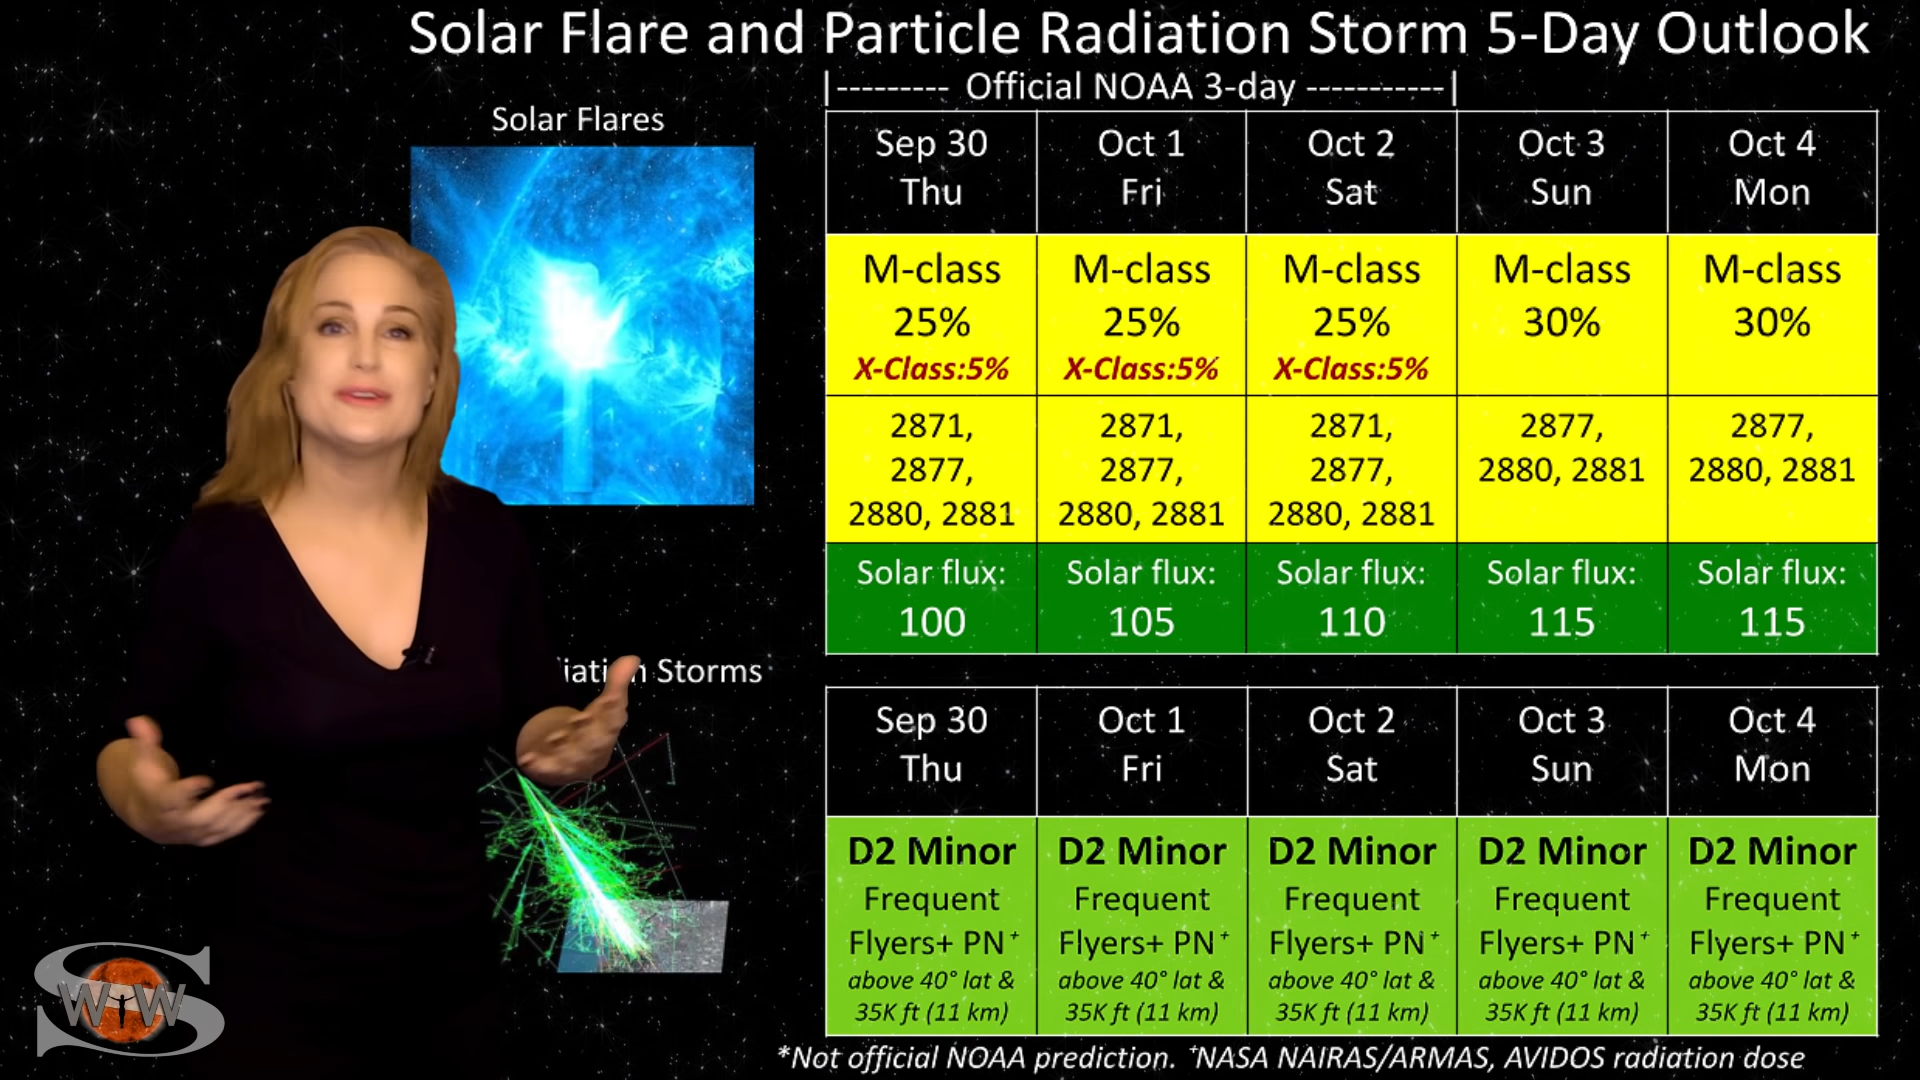 Solar Flare and Particle Radiation Storm 5-Day Outlook
|--------- Official NOAA 3-day -----------|
Solar Flares
Sep 30 Oct 1 Oct 2 Oct 3 Oct 4
Thu Fri Sat Sun Mon
M-class M-class M-class M-class M-class
25% 25% 25% 30% 30%
X-Class:5% X-Class:5% X-Class:5%
2871, 2871, 2871, 2877, 2877,
2877, 2877, 2877, 2880, 2881 2880, 2881
2880, 2881 2880, 2881 2880, 2881
Solar flux: Solar flux: Solar flux: Solar flux: Solar flux:
100 105 110 115 115
Storms
Sep 30 Oct 1 Oct 2 Oct 3 Oct 4
Thu Fri Sat Sun Mon
D2 Minor D2 Minor D2 Minor D2 Minor D2 Minor
Frequent Frequent Frequent Frequent Frequent
Flyers+ PN⁺ Flyers+ PN⁺ Flyers+ PN⁺ Flyers+ PN⁺ Flyers+ PN⁺
above 40° lat & above 40° lat & above 40° lat & above 40° lat & above 40° lat &
35K ft (11 km) 35K ft (11 km) 35K ft (11 km) 35K ft (11 km) 35K ft (11 km)
*Not official NOAA prediction. ⁺NASA NAIRAS/ARMAS, AVIDOS radiation dose